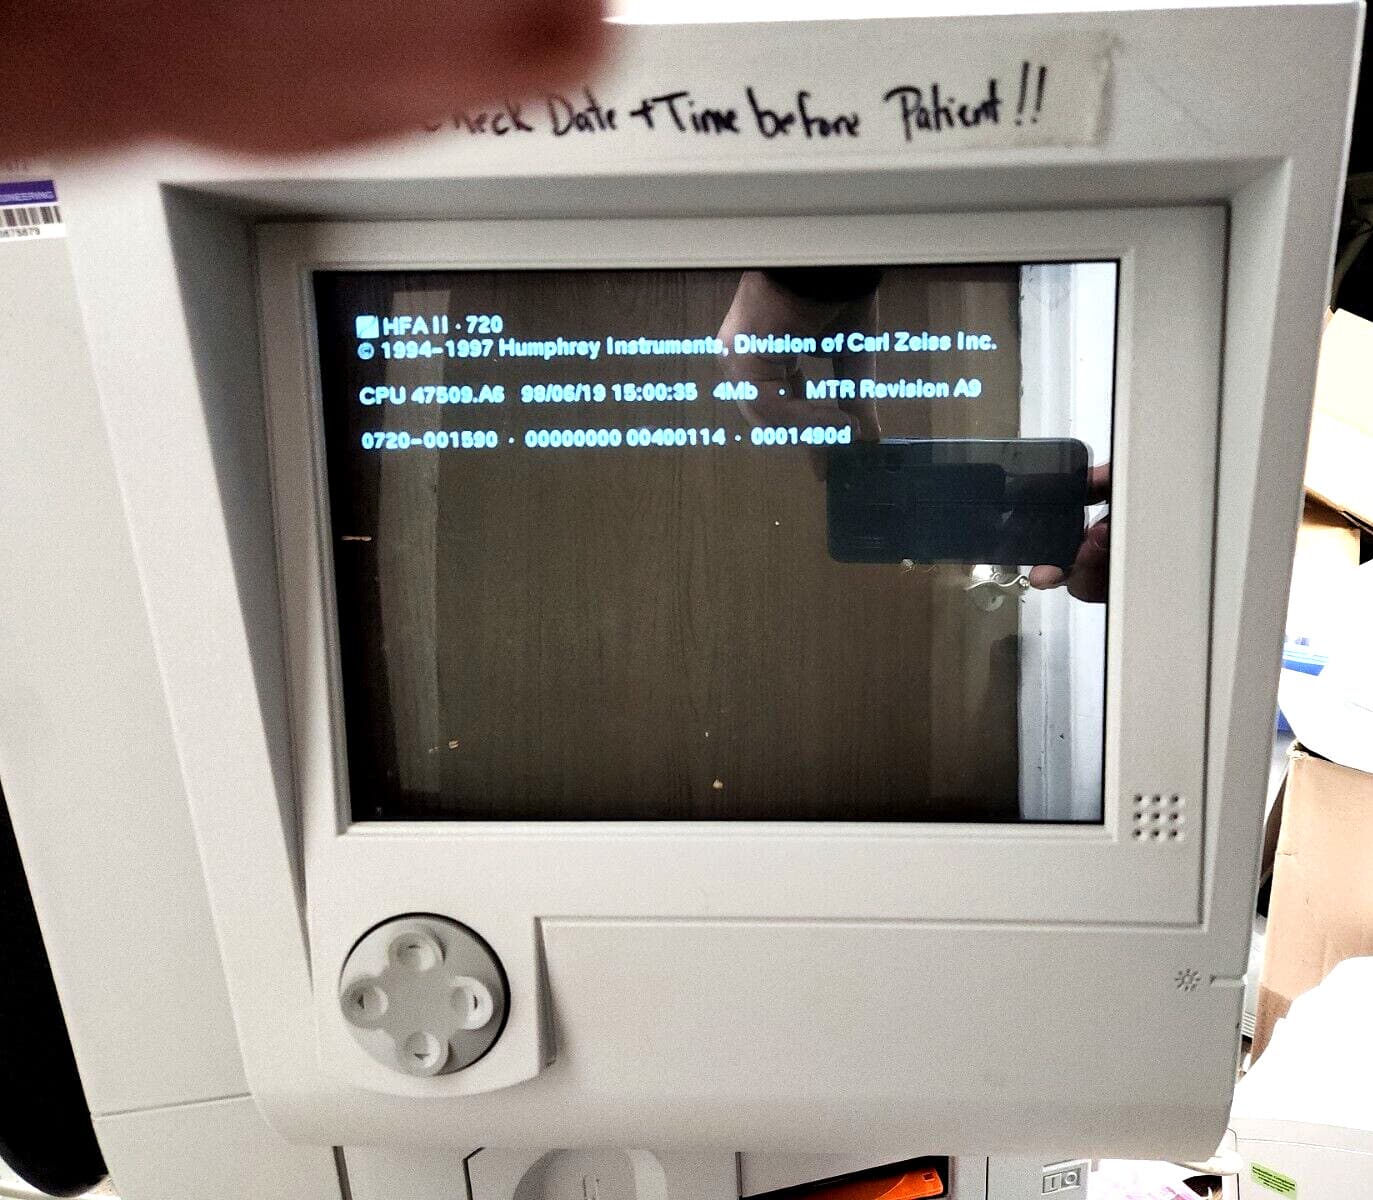 Check Date + Time before Patient!!
HFA II · 720
© 1994-1997 Humphrey Instruments, Division of Carl Zeiss Inc.
CPU 47509.A6 98/06/19 15:00:35 4Mb · MTR Revision A9
0720-001590 · 00000000 00400114 · 0001490d